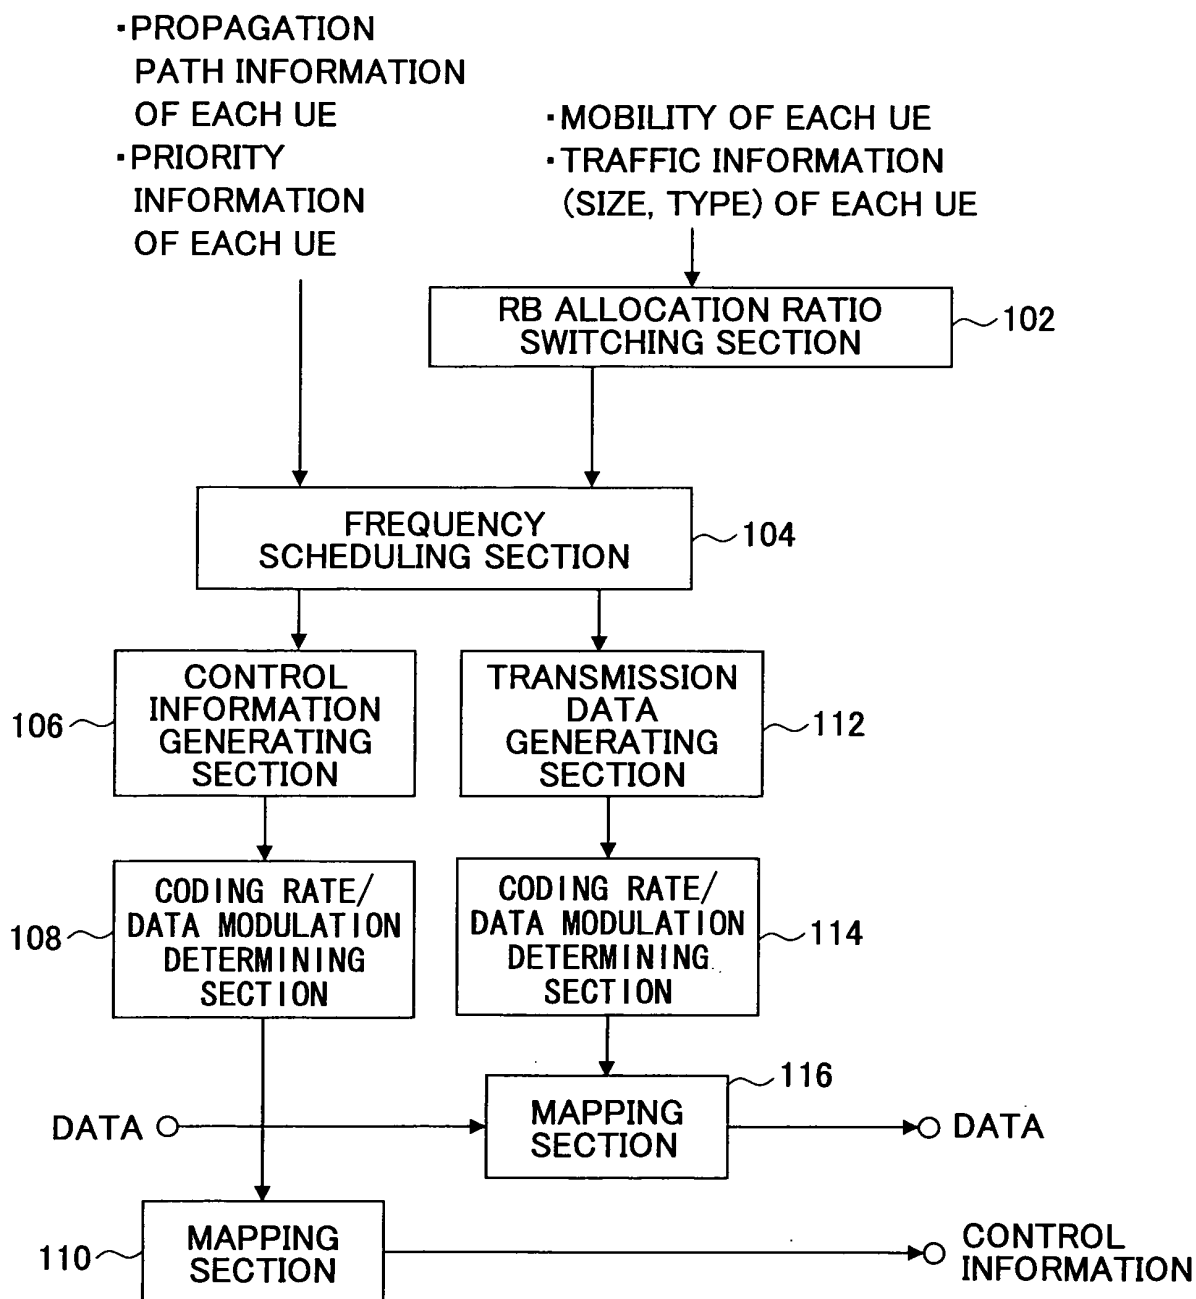 ・PROPAGATION
PATH INFORMATION
OF EACH UE
・PRIORITY
INFORMATION
OF EACH UE
・MOBILITY OF EACH UE
・TRAFFIC INFORMATION
(SIZE, TYPE) OF EACH UE
RB ALLOCATION RATIO
SWITCHING SECTION
102
FREQUENCY
SCHEDULING SECTION
104
CONTROL
INFORMATION
GENERATING
SECTION
106
TRANSMISSION
DATA
GENERATING
SECTION
112
CODING RATE/
DATA MODULATION
DETERMINING
SECTION
108
CODING RATE/
DATA MODULATION
DETERMINING
SECTION
114
DATA
MAPPING
SECTION
116
DATA
MAPPING
SECTION
110
CONTROL
INFORMATION